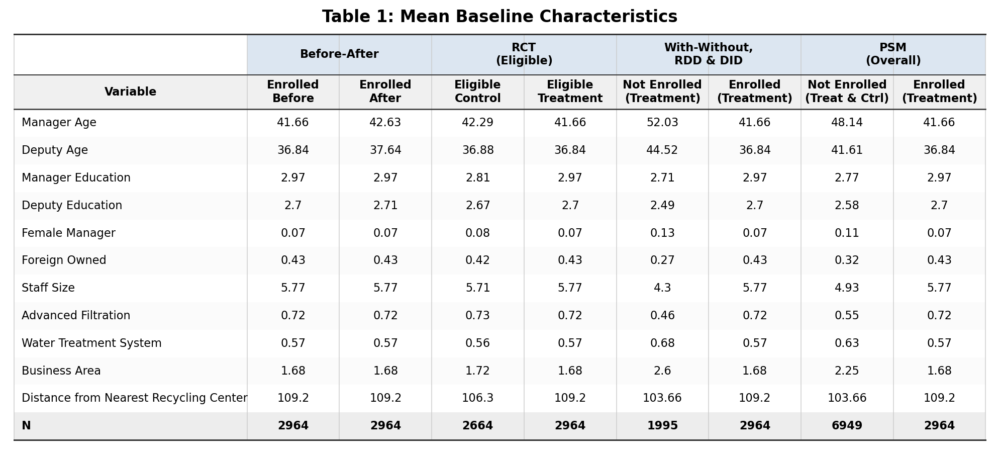 Table 1: Mean Baseline Characteristics
Before-After RCT (Eligible) With-Without, RDD & DID PSM (Overall)
Variable Enrolled Before Enrolled After Eligible Control Eligible Treatment Not Enrolled (Treatment) Enrolled (Treatment) Not Enrolled (Treat & Ctrl) Enrolled (Treatment)
Manager Age 41.66 42.63 42.29 41.66 52.03 41.66 48.14 41.66
Deputy Age 36.84 37.64 36.88 36.84 44.52 36.84 41.61 36.84
Manager Education 2.97 2.97 2.81 2.97 2.71 2.97 2.77 2.97
Deputy Education 2.7 2.71 2.67 2.7 2.49 2.7 2.58 2.7
Female Manager 0.07 0.07 0.08 0.07 0.13 0.07 0.11 0.07
Foreign Owned 0.43 0.43 0.42 0.43 0.27 0.43 0.32 0.43
Staff Size 5.77 5.77 5.71 5.77 4.3 5.77 4.93 5.77
Advanced Filtration 0.72 0.72 0.73 0.72 0.46 0.72 0.55 0.72
Water Treatment System 0.57 0.57 0.56 0.57 0.68 0.57 0.63 0.57
Business Area 1.68 1.68 1.72 1.68 2.6 1.68 2.25 1.68
Distance from Nearest Recycling Center 109.2 109.2 106.3 109.2 103.66 109.2 103.66 109.2
N 2964 2964 2664 2964 1995 2964 6949 2964